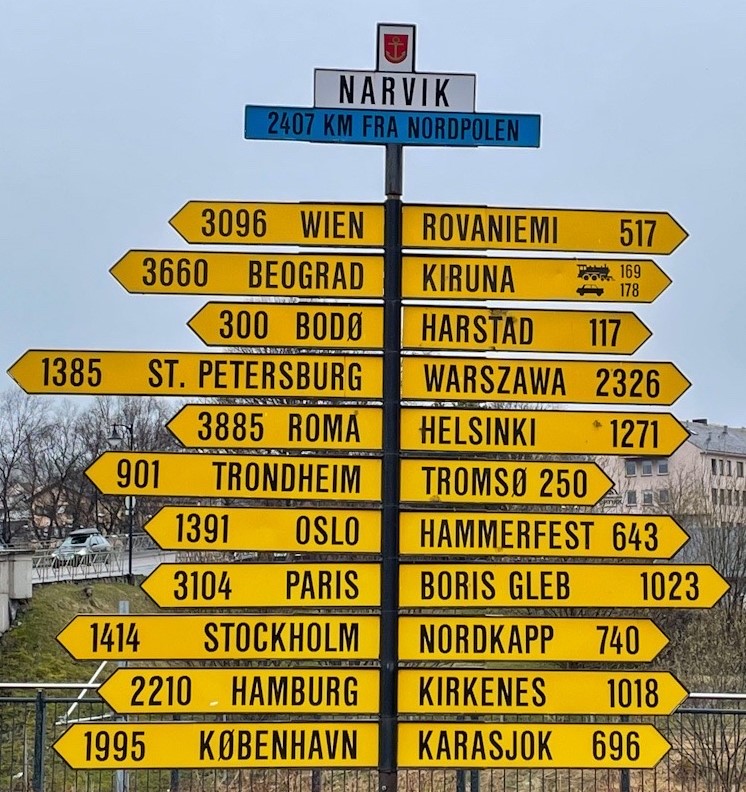 NARVIK
2407 KM FRA NORDPOLEN
3096 WIEN
ROVANIEMI 517
3660 BEOGRAD
KIRUNA 169
178
300 BODØ
HARSTAD 117
1385 ST. PETERSBURG
WARSZAWA 2326
3885 ROMA
HELSINKI 1271
901 TRONDHEIM
TROMSØ 250
1391 OSLO
HAMMERFEST 643
3104 PARIS
BORIS GLEB 1023
1414 STOCKHOLM
NORDKAPP 740
2210 HAMBURG
KIRKENES 1018
1995 KØBENHAVN
KARASJOK 696